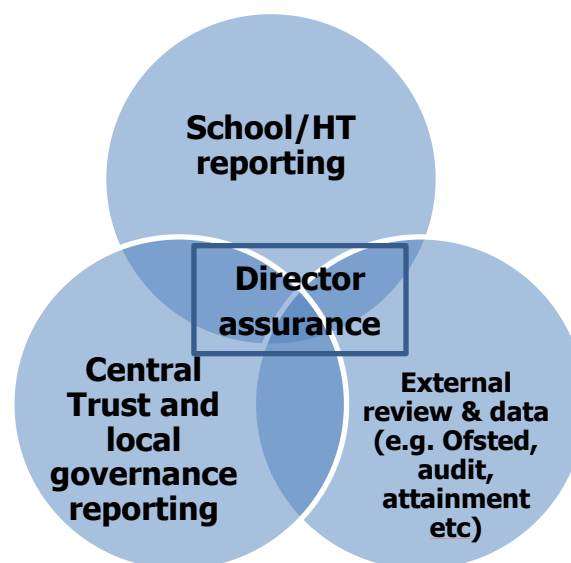 School/HT
reporting
Director
assurance
Central
Trust and
local
governance
reporting
External
review & data
(e.g. Ofsted,
audit,
attainment
etc)